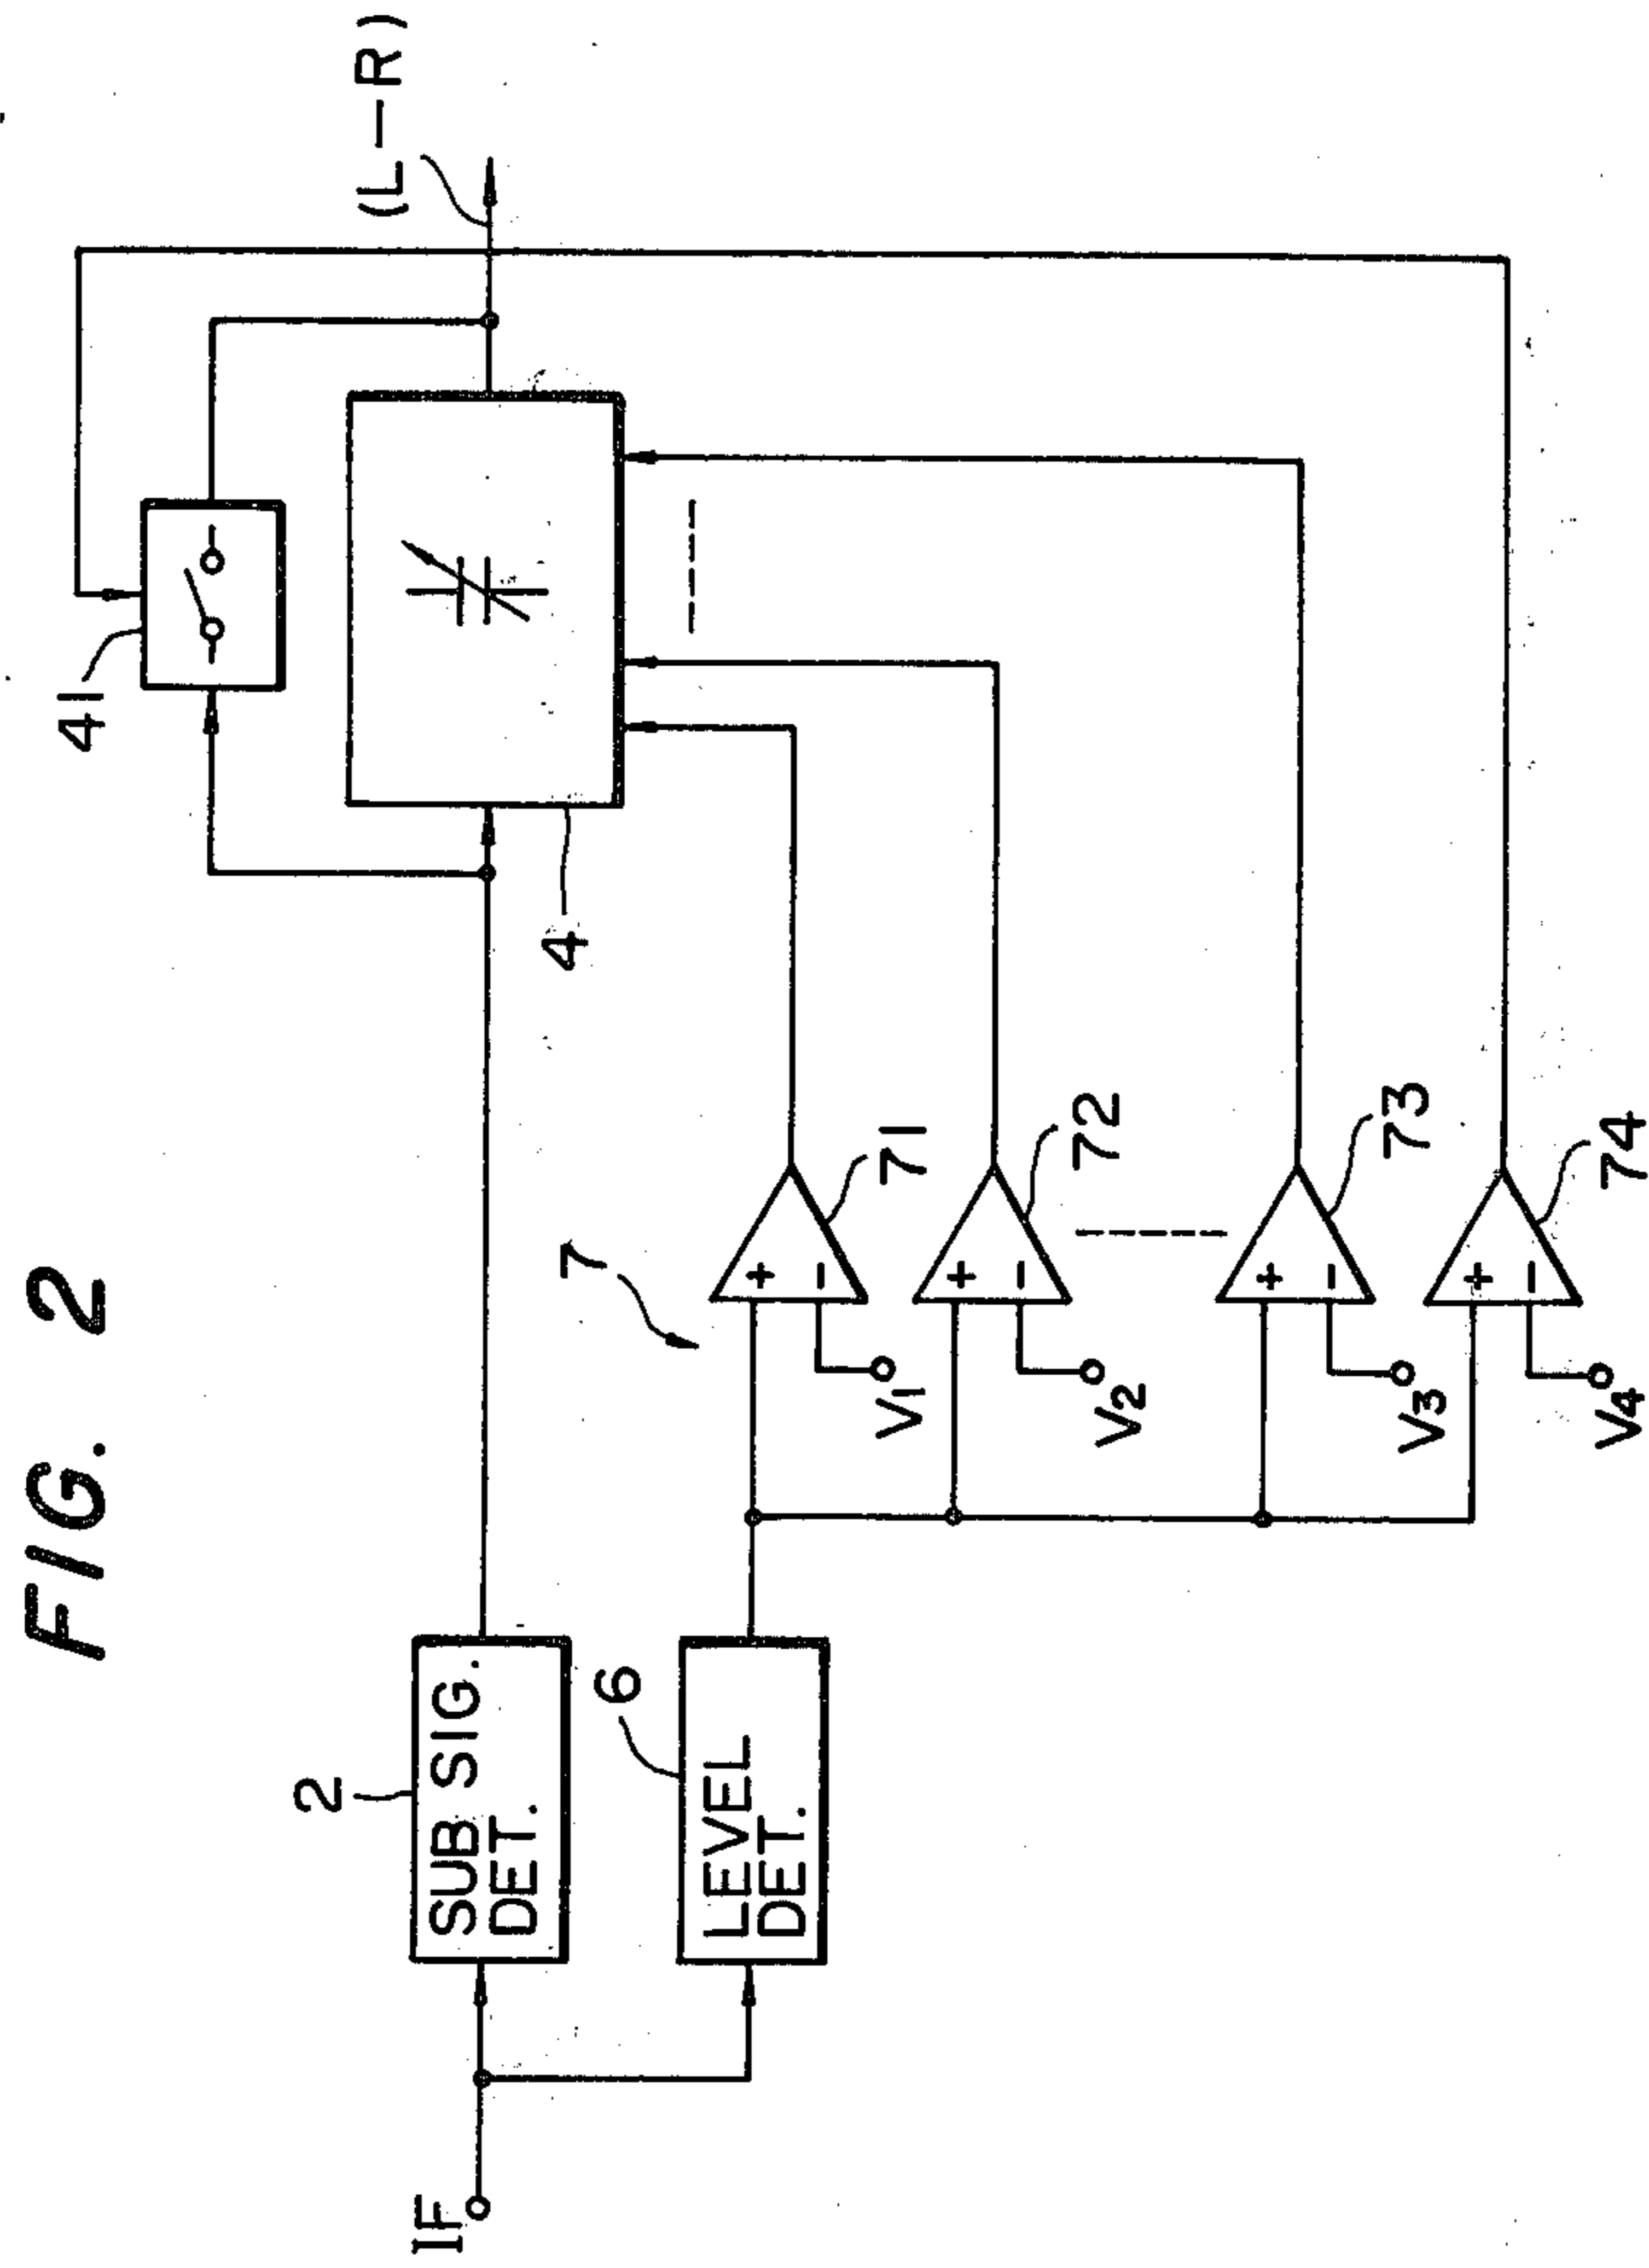 FIG. 2
41
(L-R)
4
2
SUB SIG.
DET.
IF
6
LEVEL
DET.
7
+
-
71
V1
+
-
72
V2
+
-
73
V3
+
-
74
V4